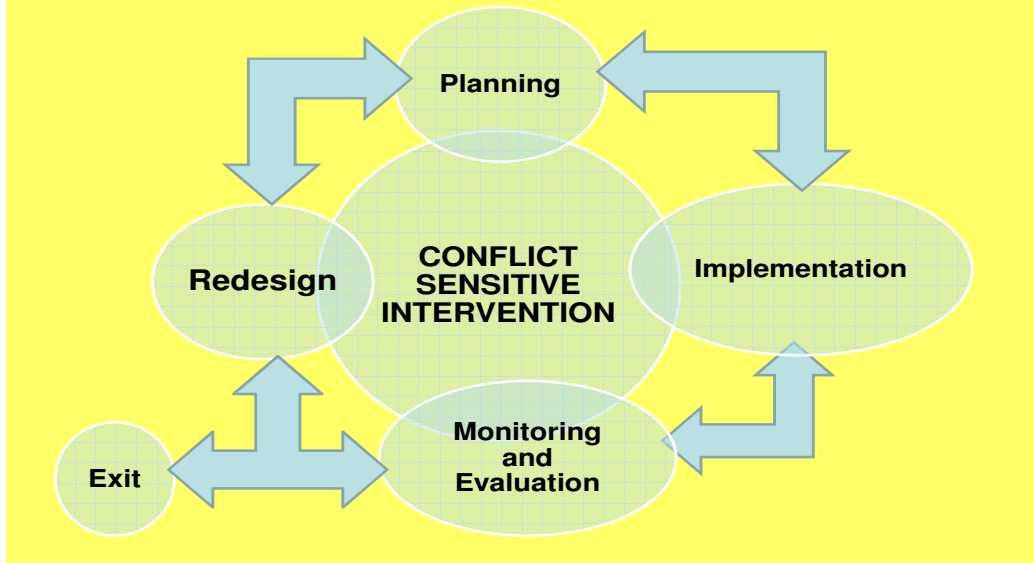 Planning
CONFLICT
SENSITIVE
INTERVENTION
Redesign
Implementation
Monitoring
and
Evaluation
Exit